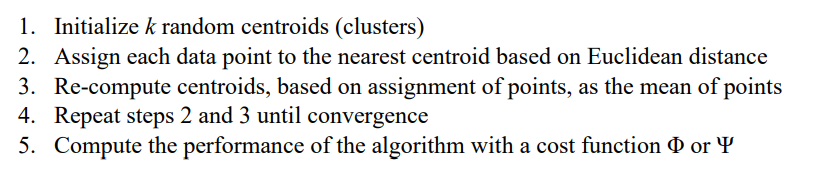 1. Initialize k random centroids (clusters)
2. Assign each data point to the nearest centroid based on Euclidean distance
3. Re-compute centroids, based on assignment of points, as the mean of points
4. Repeat steps 2 and 3 until convergence
5. Compute the performance of the algorithm with a cost function Φ or Ψ